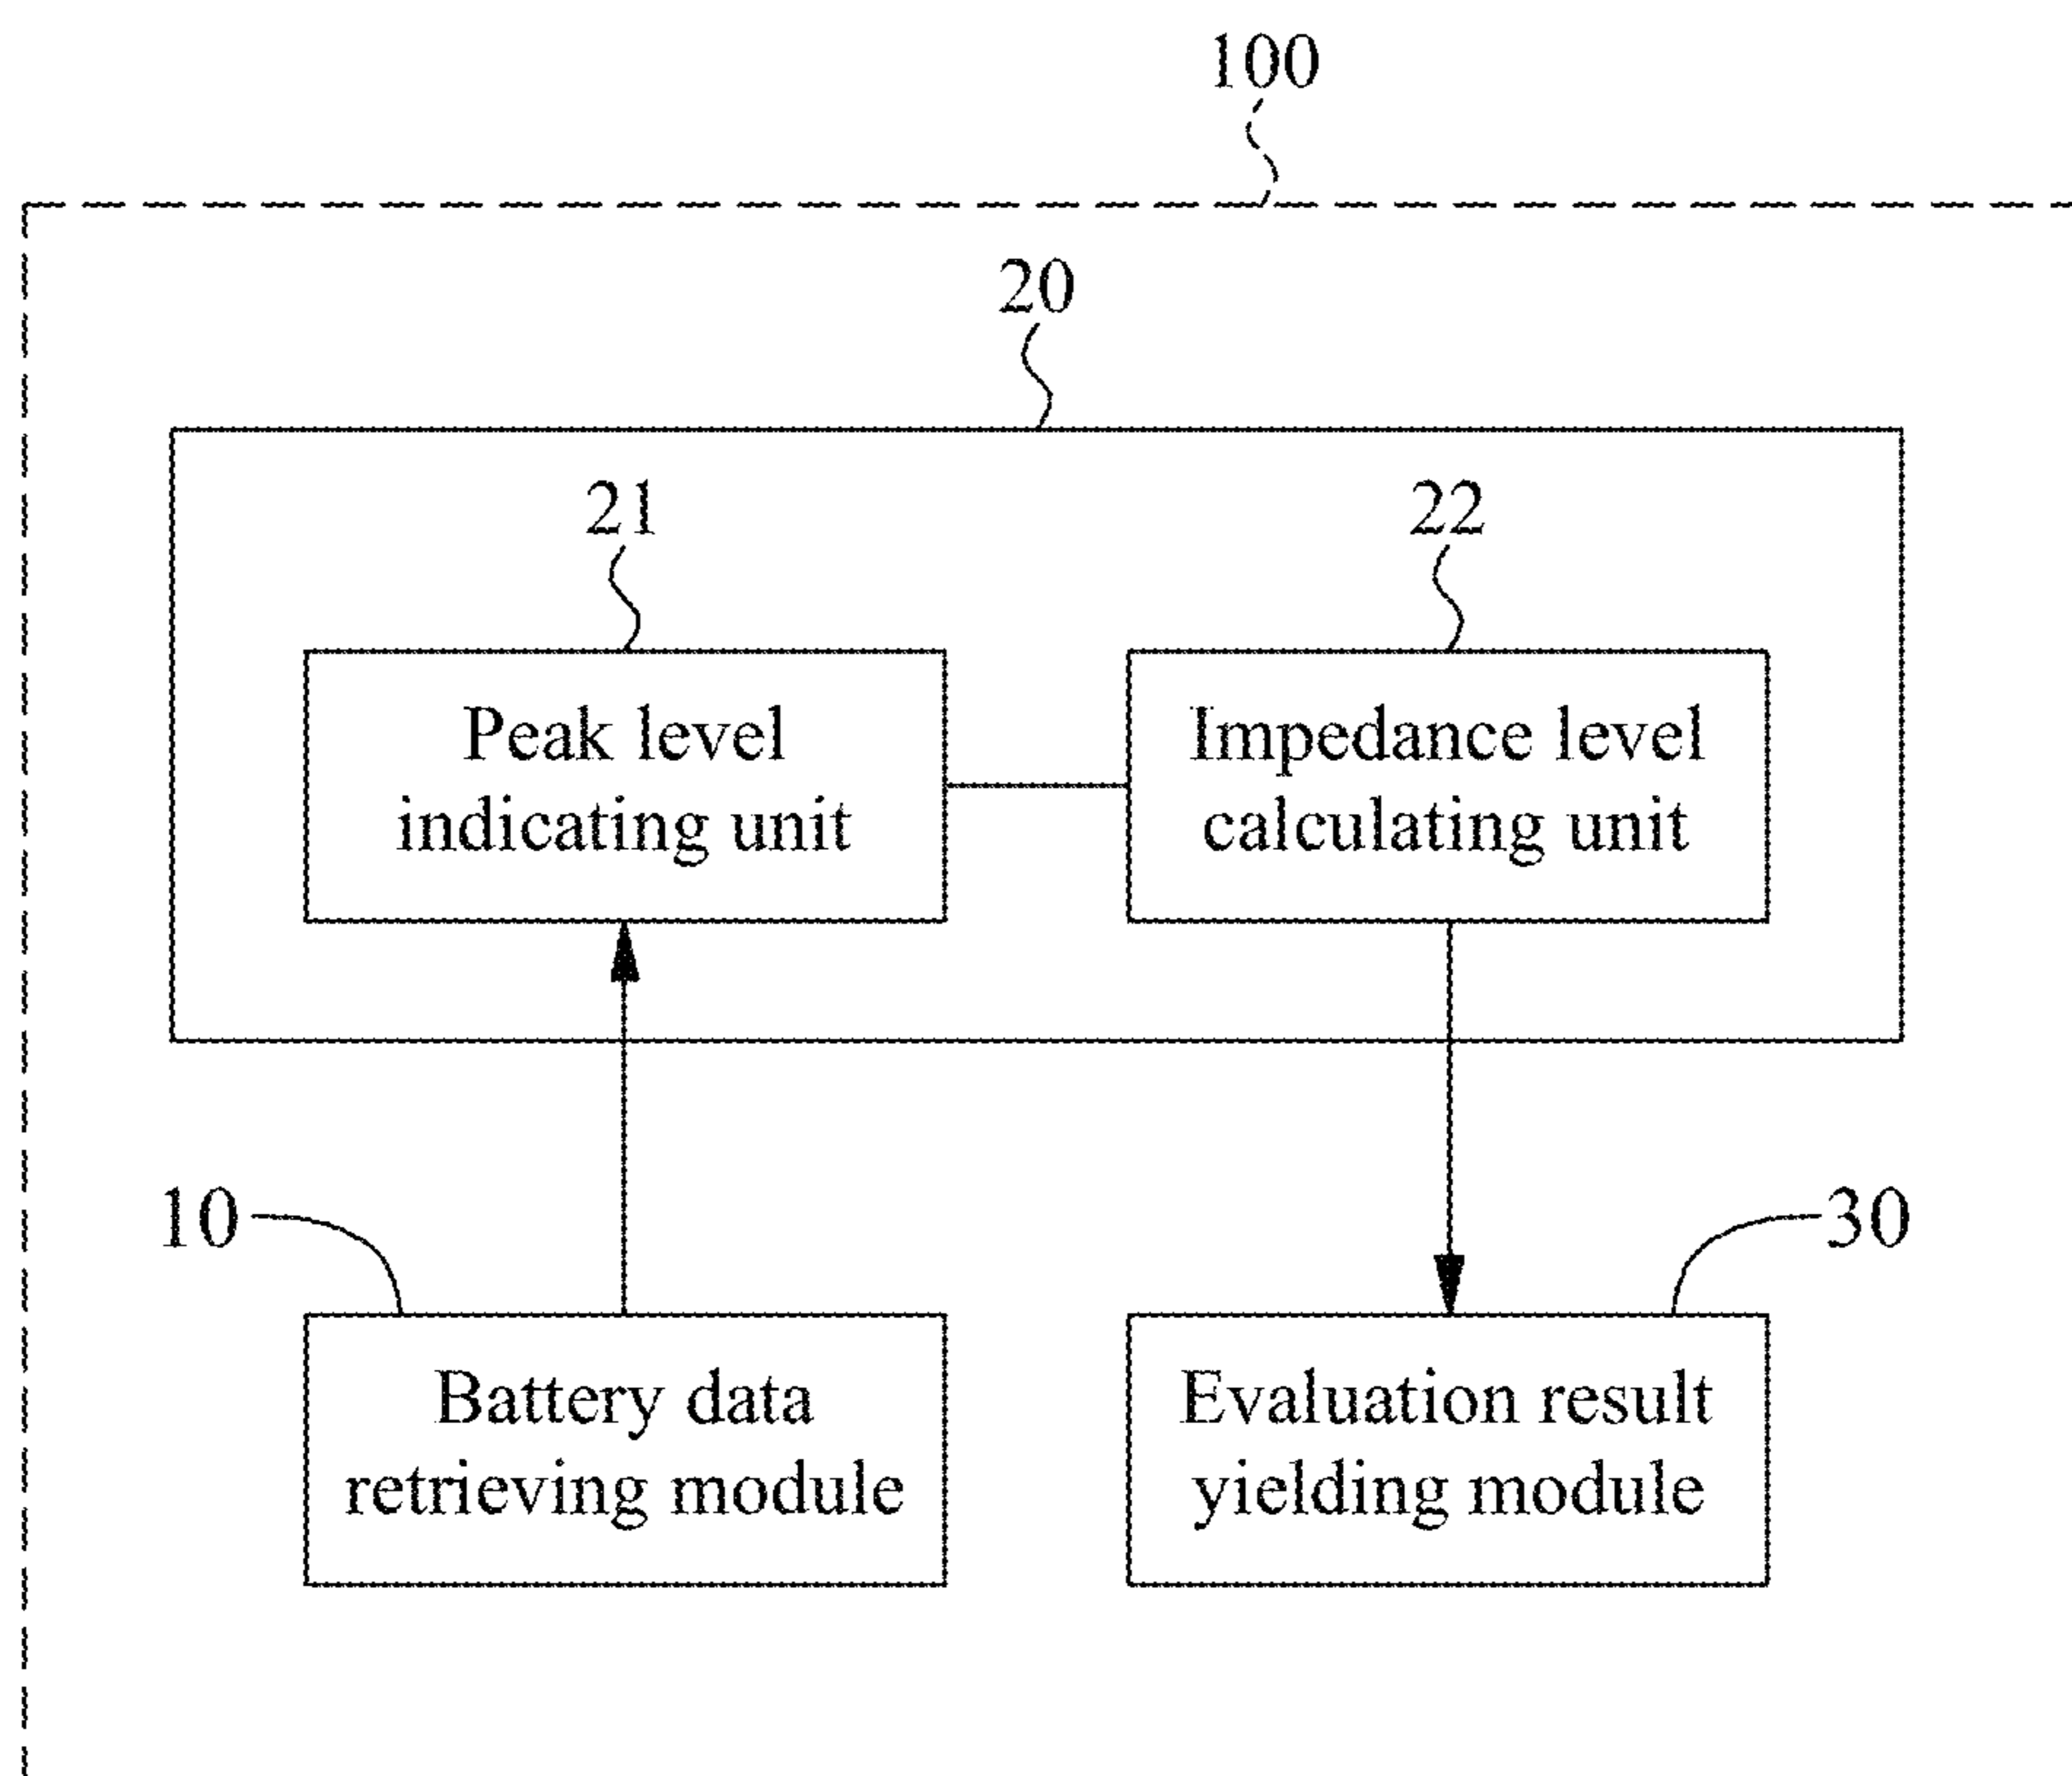 100
20
21
22
Peak level
indicating unit
Impedance level
calculating unit
10
30
Battery data
retrieving module
Evaluation result
yielding module